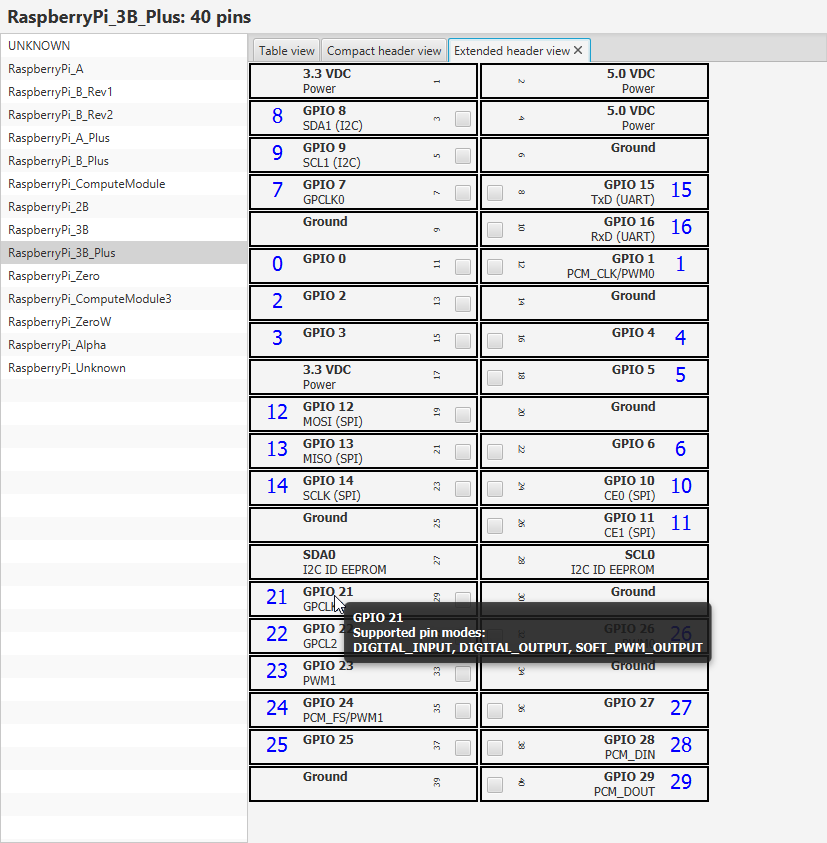 RaspberryPi_3B_Plus: 40 pins
UNKNOWN
RaspberryPi_A
RaspberryPi_B_Rev1
RaspberryPi_B_Rev2
RaspberryPi_A_Plus
RaspberryPi_B_Plus
RaspberryPi_ComputeModule
RaspberryPi_2B
RaspberryPi_3B
RaspberryPi_3B_Plus
RaspberryPi_Zero
RaspberryPi_ComputeModule3
RaspberryPi_ZeroW
RaspberryPi_Alpha
RaspberryPi_Unknown
Table view Compact header view Extended header view ✕
3.3 VDC 1 2 5.0 VDC
Power Power
8 GPIO 8 3 4 5.0 VDC
SDA1 (I2C) Power
9 GPIO 9 5 6 Ground
SCL1 (I2C)
7 GPIO 7 7 8 GPIO 15 15
GPCLK0 TxD (UART)
Ground 9 10 GPIO 16 16
RxD (UART)
0 GPIO 0 11 12 GPIO 1 1
PCM_CLK/PWM0
2 GPIO 2 13 14 Ground
3 GPIO 3 15 16 GPIO 4 4
3.3 VDC 17 18 GPIO 5 5
Power
12 GPIO 12 19 20 Ground
MOSI (SPI)
13 GPIO 13 21 22 GPIO 6 6
MISO (SPI)
14 GPIO 14 23 24 GPIO 10 10
SCLK (SPI) CE0 (SPI)
Ground 25 26 GPIO 11 11
CE1 (SPI)
SDA0 27 28 SCL0
I2C ID EEPROM I2C ID EEPROM
21 GPIO 21 29 30 Ground
GPCLK
GPIO 21
Supported pin modes:
DIGITAL_INPUT, DIGITAL_OUTPUT, SOFT_PWM_OUTPUT
22 GPIO 22 GPIO 26 26
GPCL2 PWM0
23 GPIO 23 33 34 Ground
PWM1
24 GPIO 24 35 36 GPIO 27 27
PCM_FS/PWM1
25 GPIO 25 37 38 GPIO 28 28
PCM_DIN
Ground 39 40 GPIO 29 29
PCM_DOUT